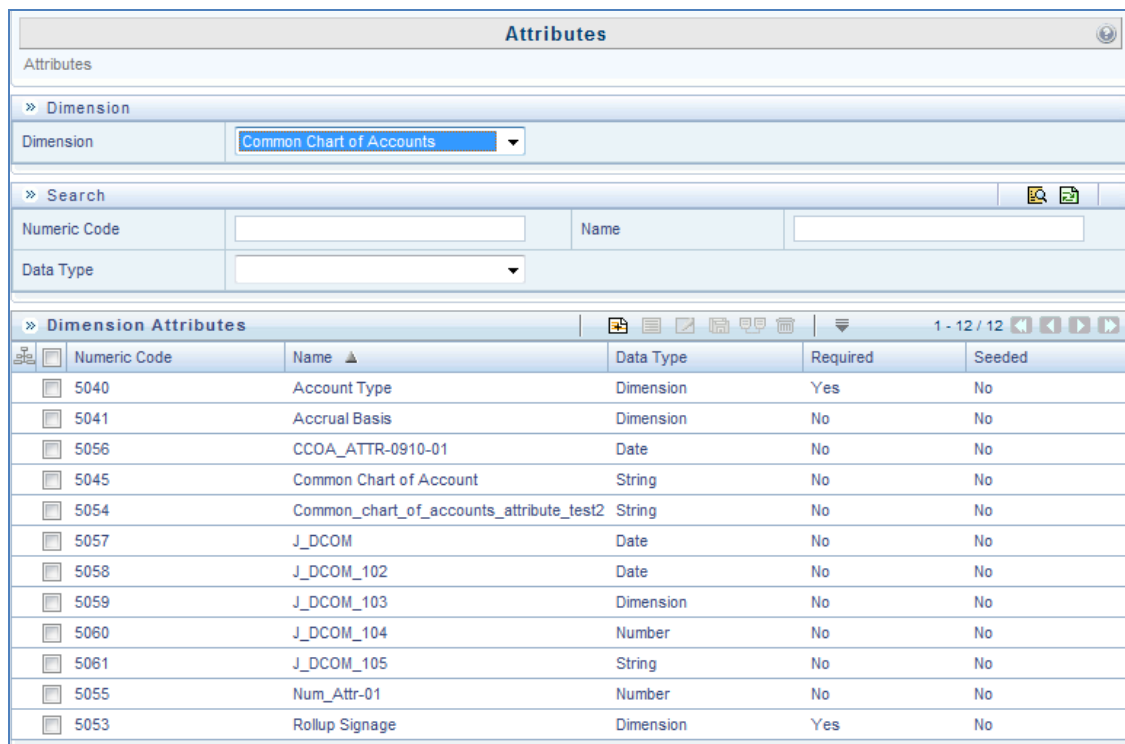 Attributes
Attributes
» Dimension
Dimension Common Chart of Accounts
» Search
Numeric Code Name
Data Type
» Dimension Attributes 1 - 12 / 12
Numeric Code Name Data Type Required Seeded
5040 Account Type Dimension Yes No
5041 Accrual Basis Dimension No No
5056 CCOA_ATTR-0910-01 Date No No
5045 Common Chart of Account String No No
5054 Common_chart_of_accounts_attribute_test2 String No No
5057 J_DCOM Date No No
5058 J_DCOM_102 Date No No
5059 J_DCOM_103 Dimension No No
5060 J_DCOM_104 Number No No
5061 J_DCOM_105 String No No
5055 Num_Attr-01 Number No No
5053 Rollup Signage Dimension Yes No